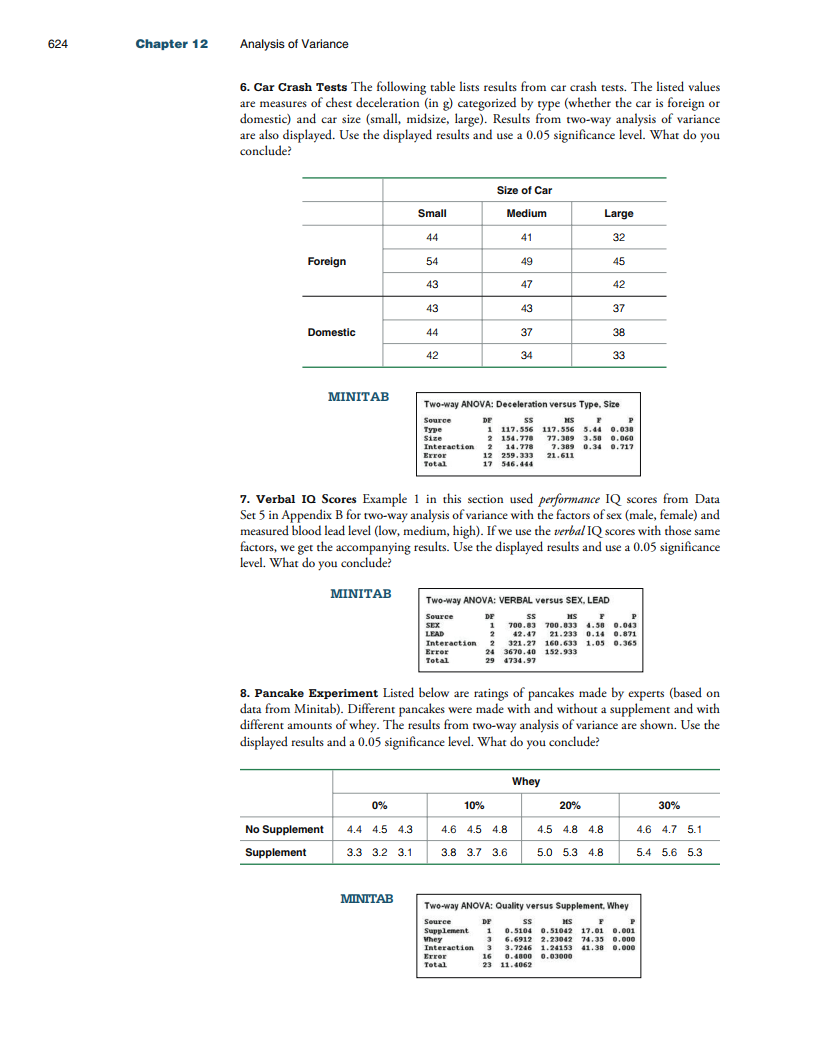 624 Chapter 12 Analysis of Variance
6. Car Crash Tests The following table lists results from car crash tests. The listed values
are measures of chest deceleration (in g) categorized by type (whether the car is foreign or
domestic) and car size (small, midsize, large). Results from two-way analysis of variance
are also displayed. Use the displayed results and use a 0.05 significance level. What do you
conclude?
Size of Car
Small Medium Large
44 41 32
Foreign 54 49 45
43 47 42
43 43 37
Domestic 44 37 38
42 34 33
MINITAB
Two-way ANOVA: Deceleration versus Type, Size
Source DF SS MS F P
Type 1 117.556 117.556 5.44 0.038
Size 2 154.778 77.389 3.58 0.060
Interaction 2 14.778 7.389 0.34 0.717
Error 12 259.333 21.611
Total 17 546.444
7. Verbal IQ Scores Example 1 in this section used performance IQ scores from Data
Set 5 in Appendix B for two-way analysis of variance with the factors of sex (male, female) and
measured blood lead level (low, medium, high). If we use the verbal IQ scores with those same
factors, we get the accompanying results. Use the displayed results and use a 0.05 significance
level. What do you conclude?
MINITAB
Two-way ANOVA: VERBAL versus SEX, LEAD
Source DF SS MS F P
SEX 1 700.83 700.833 4.58 0.043
LEAD 2 42.47 21.233 0.14 0.871
Interaction 2 321.27 160.633 1.05 0.365
Error 24 3670.40 152.933
Total 29 4734.97
8. Pancake Experiment Listed below are ratings of pancakes made by experts (based on
data from Minitab). Different pancakes were made with and without a supplement and with
different amounts of whey. The results from two-way analysis of variance are shown. Use the
displayed results and a 0.05 significance level. What do you conclude?
Whey
0% 10% 20% 30%
No Supplement 4.4 4.5 4.3 4.6 4.5 4.8 4.5 4.8 4.8 4.6 4.7 5.1
Supplement 3.3 3.2 3.1 3.8 3.7 3.6 5.0 5.3 4.8 5.4 5.6 5.3
MINITAB
Two-way ANOVA: Quality versus Supplement, Whey
Source DF SS MS F P
Supplement 1 0.5104 0.51042 17.01 0.001
Whey 3 6.6912 2.23042 74.35 0.000
Interaction 3 3.7246 1.24153 41.38 0.000
Error 16 0.4800 0.03000
Total 23 11.4062